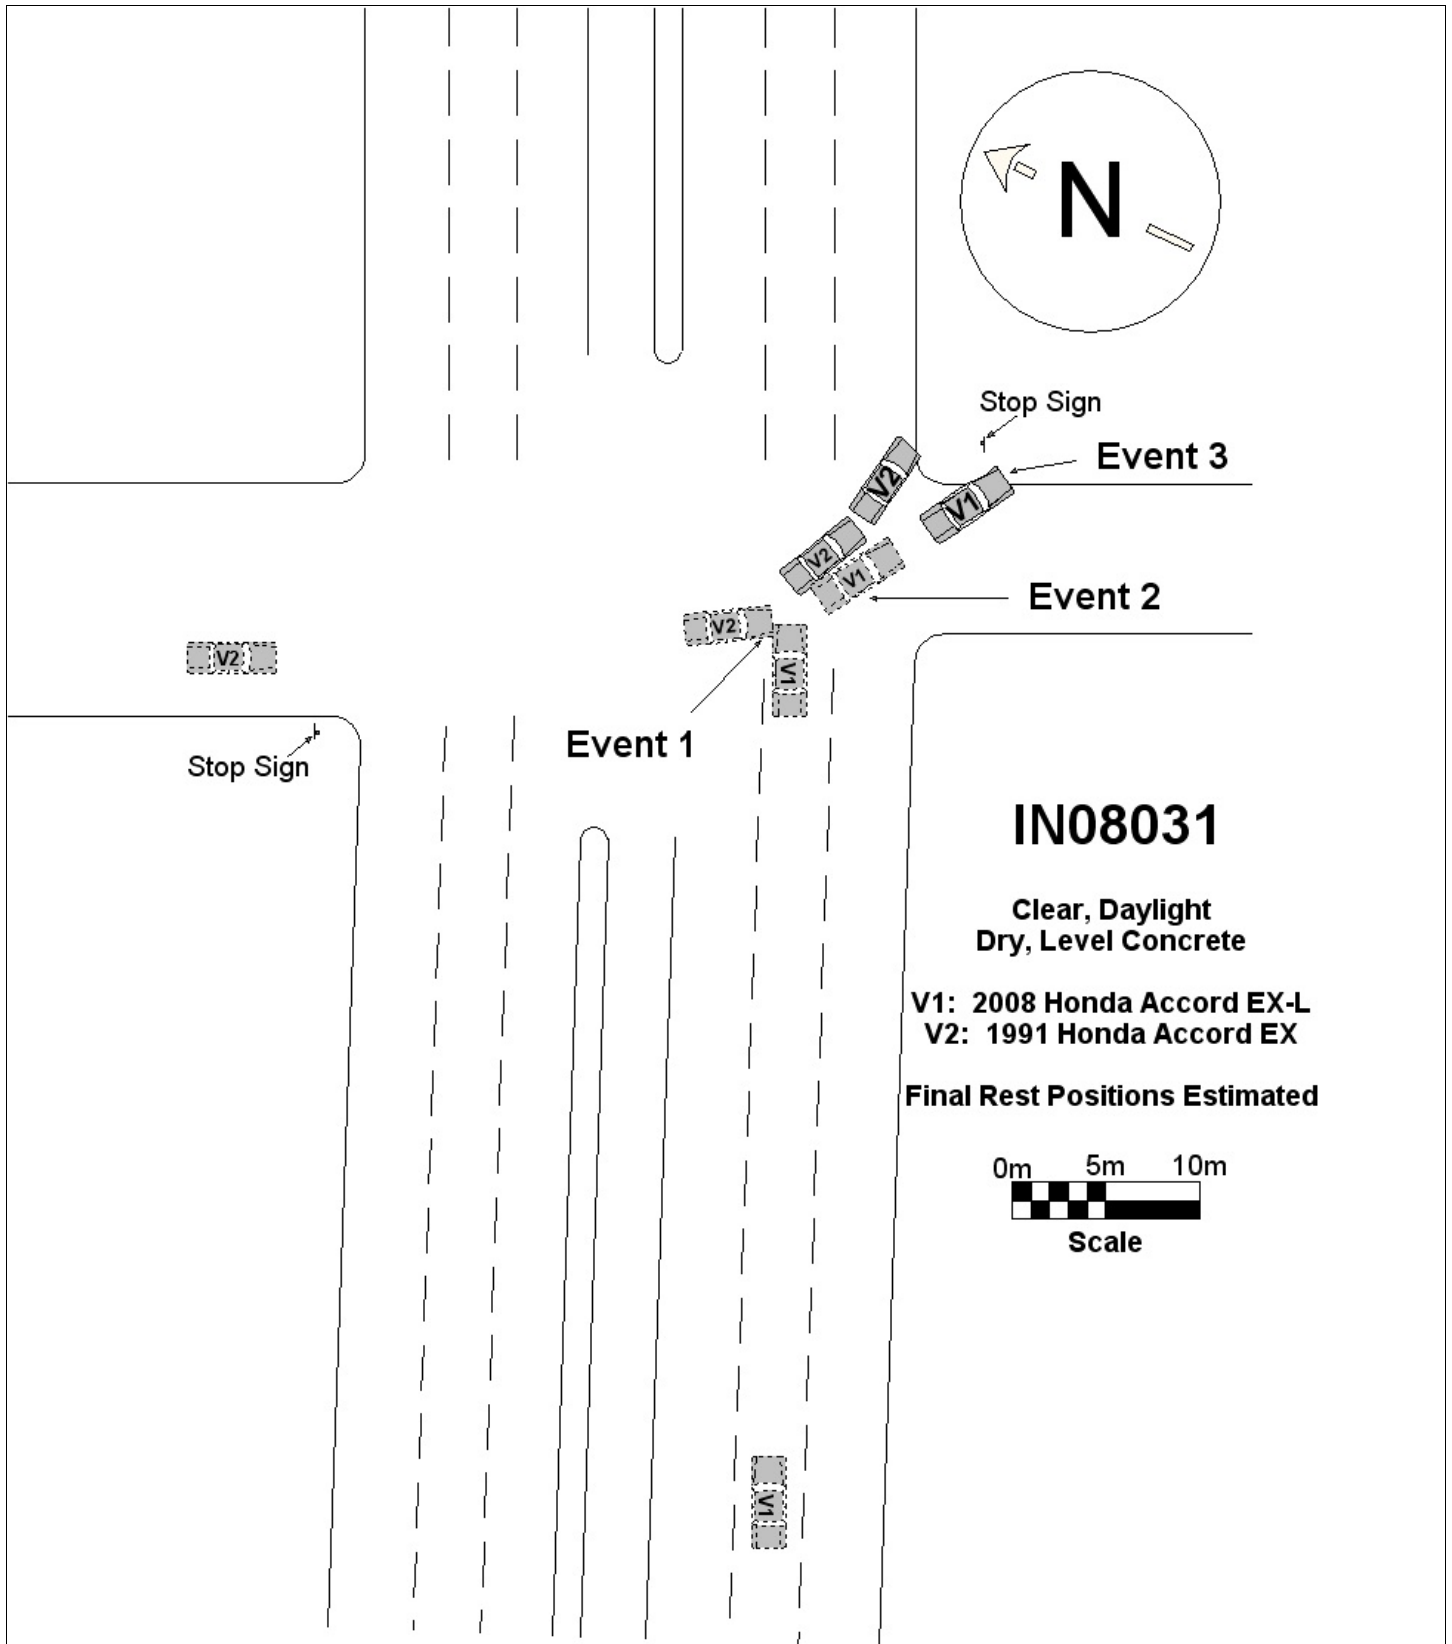 N
Stop Sign
Event 3
V2
V1
V2
V1
Event 2
V2
V2
V1
Event 1
Stop Sign
IN08031
Clear, Daylight
Dry, Level Concrete
V1: 2008 Honda Accord EX-L
V2: 1991 Honda Accord EX
Final Rest Positions Estimated
0m 5m 10m
Scale
V1